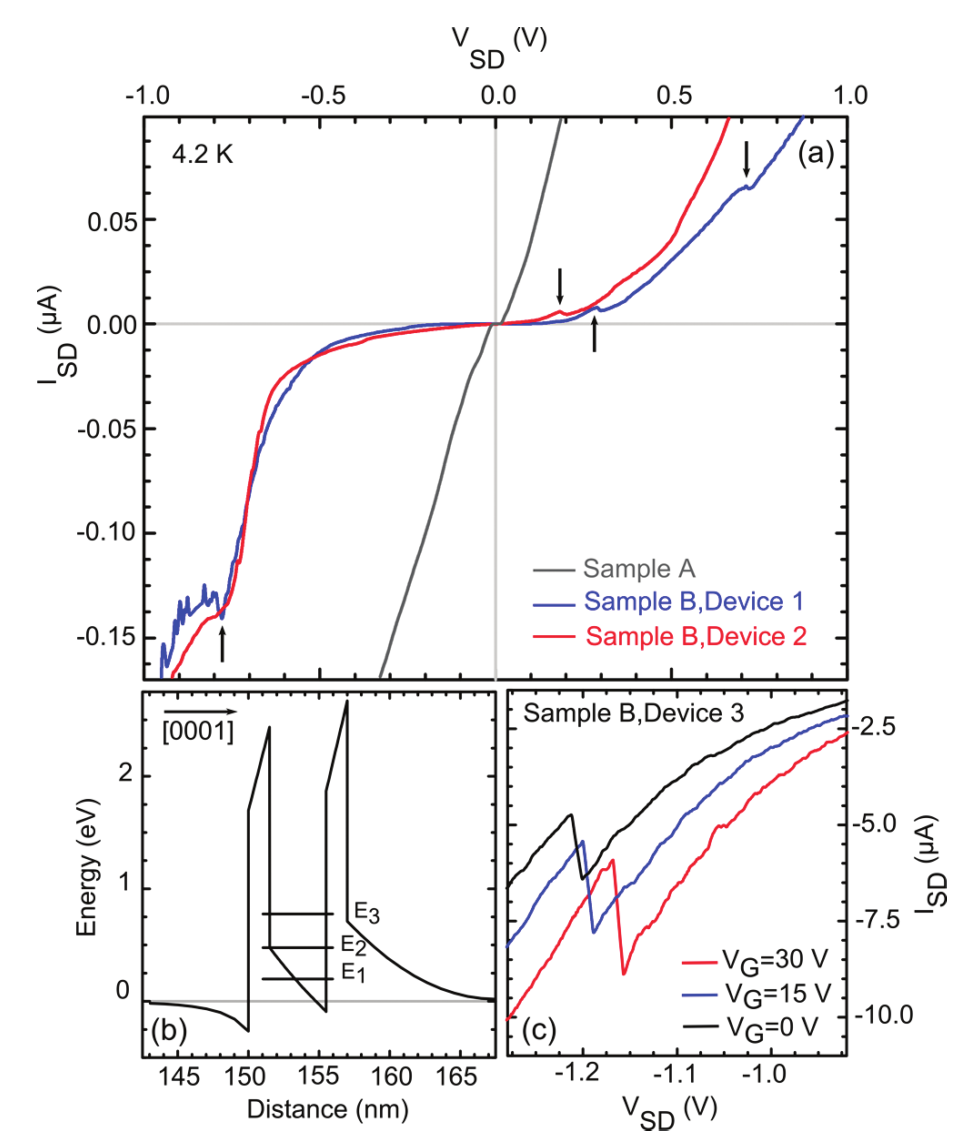 V_SD (V)
-1.0 -0.5 0.0 0.5 1.0
4.2 K
(a)
I_SD (µA)
0.05
0.00
-0.05
-0.10
-0.15
Sample A
Sample B,Device 1
Sample B,Device 2
[0001]
Energy (eV)
2
1
0
E₃
E₂
E₁
(b)
145 150 155 160 165
Distance (nm)
Sample B,Device 3
-2.5
-5.0
-7.5
-10.0
I_SD (µA)
V_G=30 V
V_G=15 V
V_G=0 V
(c)
-1.2 -1.1 -1.0
V_SD (V)